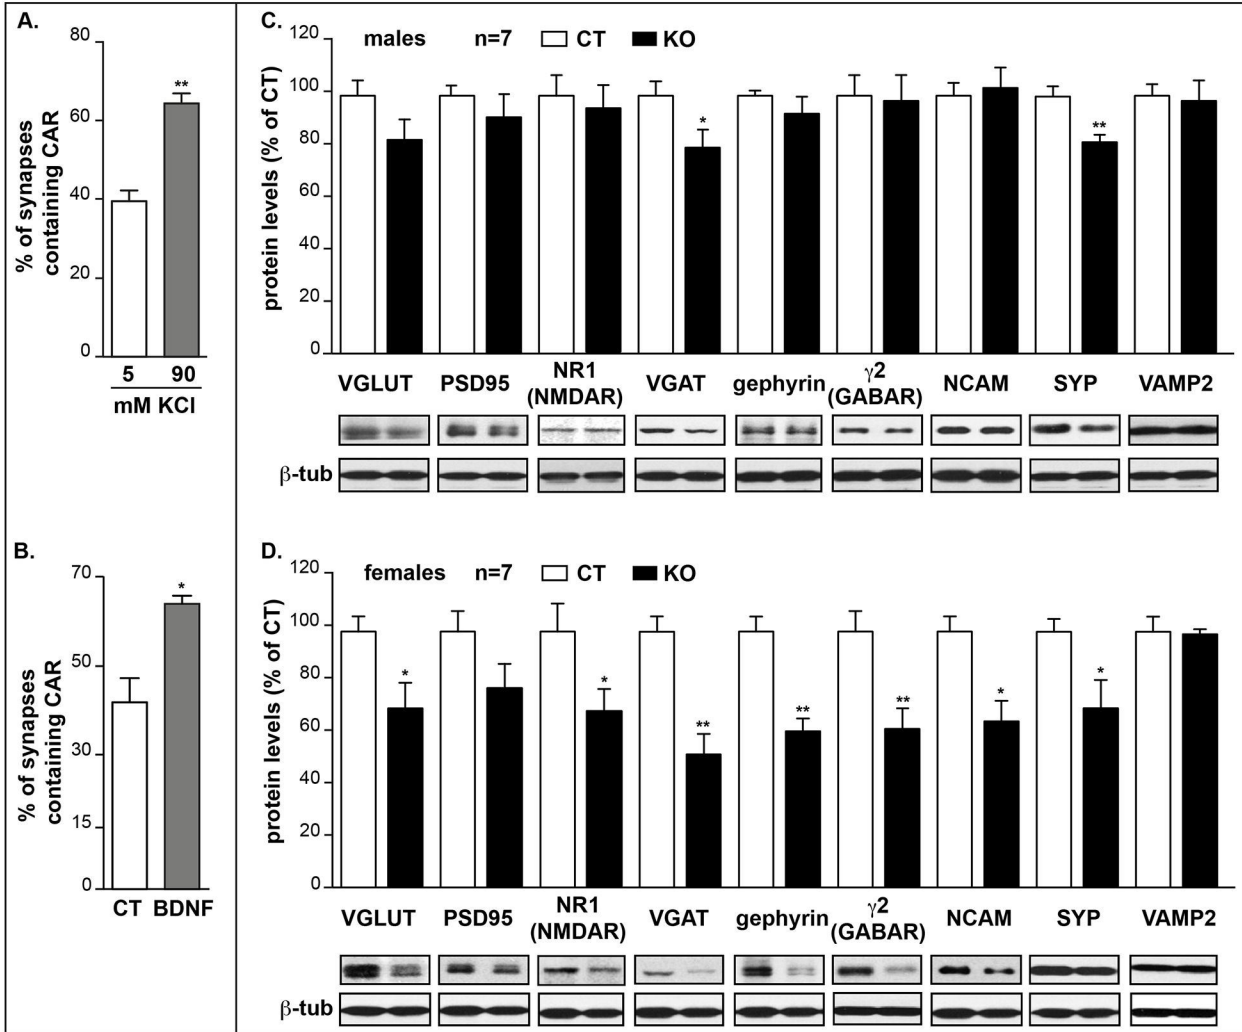 A.
80
60
40
20
0
% of synapses
containing CAR
**
5 90
mM KCl
B.
70
50
30
15
0
% of synapses
containing CAR
*
CT BDNF
C.
males n=7 CT KO
120
100
80
60
40
20
0
protein levels (% of CT)
* **
VGLUT PSD95 NR1 (NMDAR) VGAT gephyrin γ2 (GABAR) NCAM SYP VAMP2
β-tub
D.
females n=7 CT KO
120
100
80
60
40
20
0
protein levels (% of CT)
* * ** ** ** * *
VGLUT PSD95 NR1 (NMDAR) VGAT gephyrin γ2 (GABAR) NCAM SYP VAMP2
β-tub